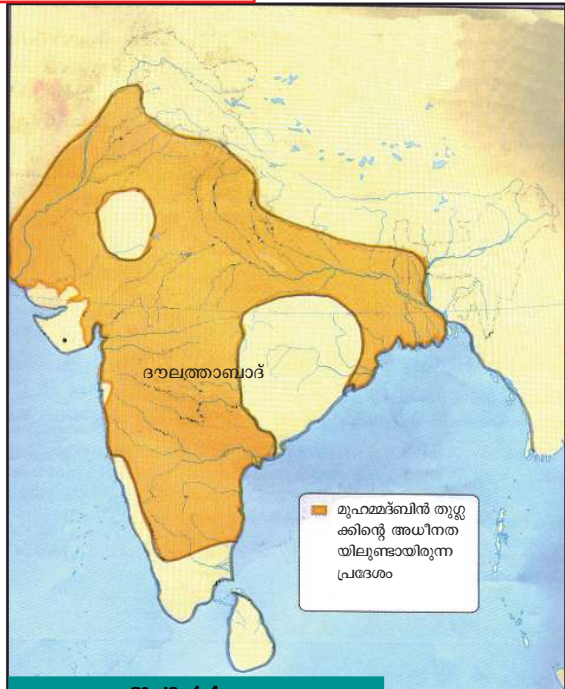 ദൗലത്താബാദ്
മുഹമ്മദ്ബിൻ തുഗ്ല
ക്കിന്റെ അധീനത
യിലുണ്ടായിരുന്ന
പ്രദേശം